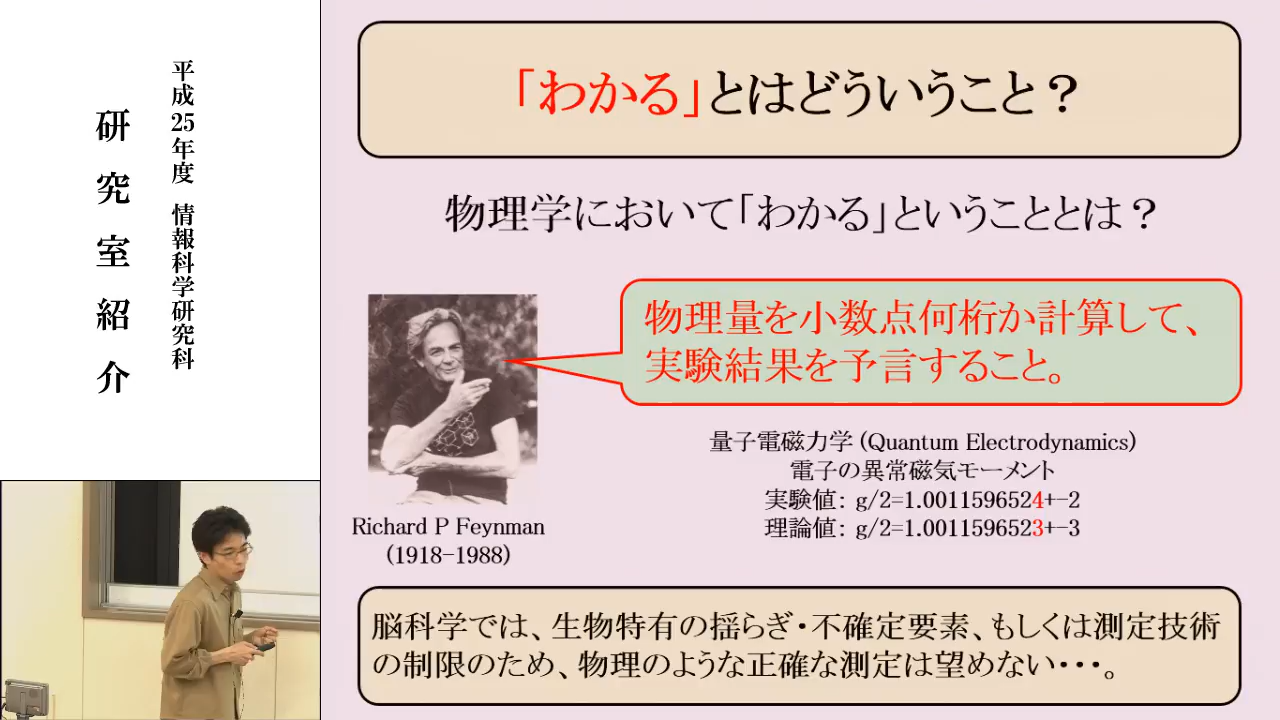 平成25年度 情報科学研究科
研究室紹介
「わかる」とはどういうこと？
物理学において「わかる」ということとは？
物理量を小数点何桁か計算して、
実験結果を予言すること。
量子電磁力学 (Quantum Electrodynamics)
電子の異常磁気モーメント
実験値： g/2=1.0011596524+-2
理論値： g/2=1.0011596523+-3
Richard P Feynman
(1918-1988)
脳科学では、生物特有の揺らぎ・不確定要素、もしくは測定技術
の制限のため、物理のような正確な測定は望めない・・・。